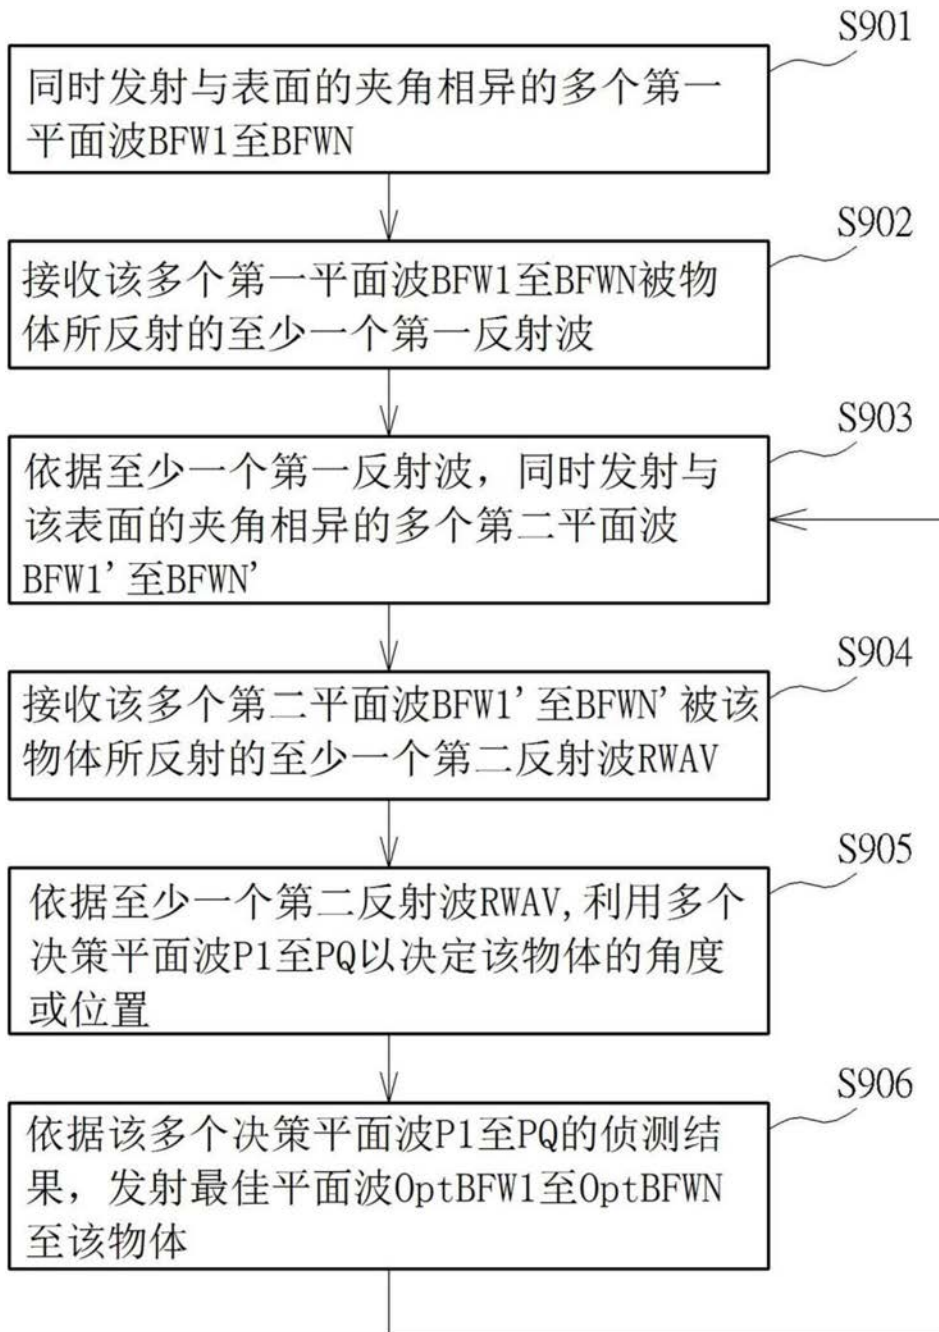 S901
同时发射与表面的夹角相异的多个第一
平面波BFW1至BFWN
S902
接收该多个第一平面波BFW1至BFWN被物
体所反射的至少一个第一反射波
S903
依据至少一个第一反射波，同时发射与
该表面的夹角相异的多个第二平面波
BFW1'至BFWN'
S904
接收该多个第二平面波BFW1'至BFWN'被该
物体所反射的至少一个第二反射波RWAV
S905
依据至少一个第二反射波RWAV,利用多个
决策平面波P1至PQ以决定该物体的角度
或位置
S906
依据该多个决策平面波P1至PQ的侦测结
果，发射最佳平面波OptBFW1至OptBFWN
至该物体